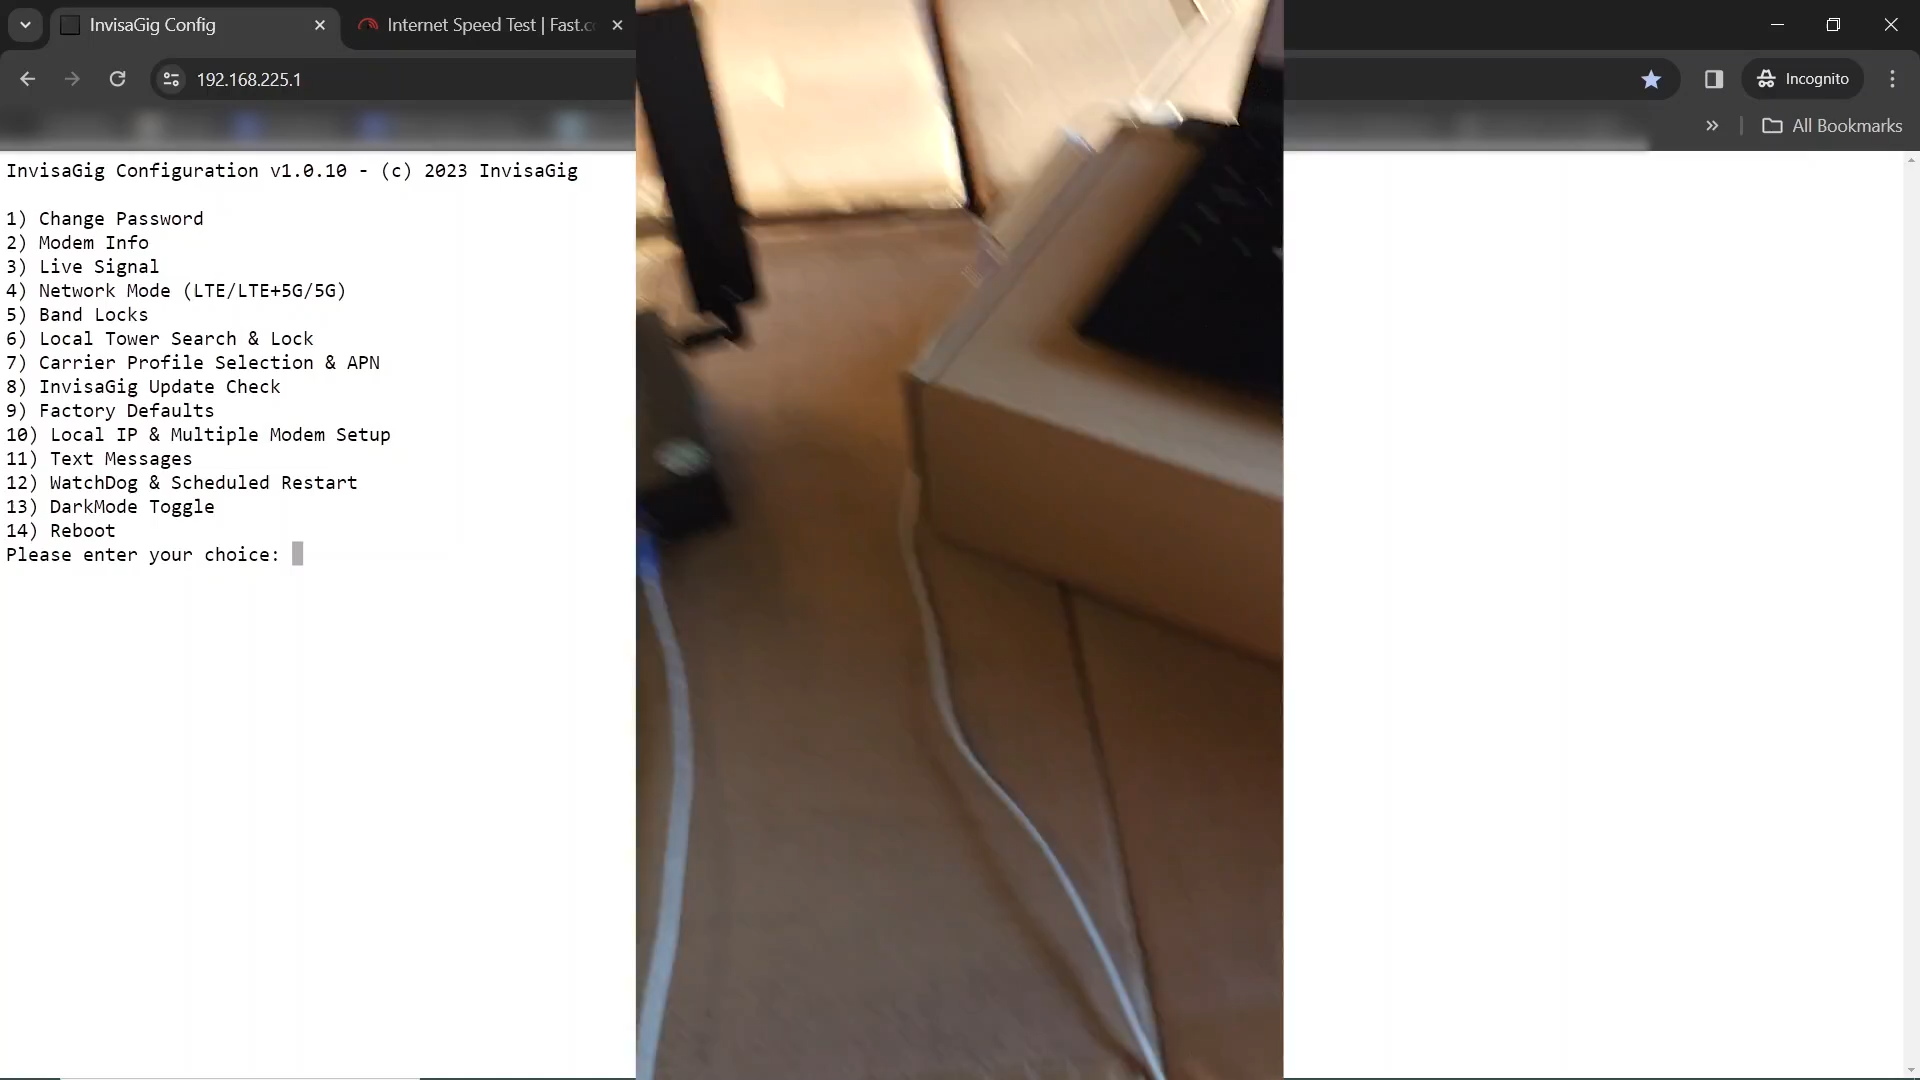 InvisaGig Config
Internet Speed Test | Fast.c
192.168.225.1
Incognito
All Bookmarks
InvisaGig Configuration v1.0.10 - (c) 2023 InvisaGig
1) Change Password
2) Modem Info
3) Live Signal
4) Network Mode (LTE/LTE+5G/5G)
5) Band Locks
6) Local Tower Search & Lock
7) Carrier Profile Selection & APN
8) InvisaGig Update Check
9) Factory Defaults
10) Local IP & Multiple Modem Setup
11) Text Messages
12) WatchDog & Scheduled Restart
13) DarkMode Toggle
14) Reboot
Please enter your choice: